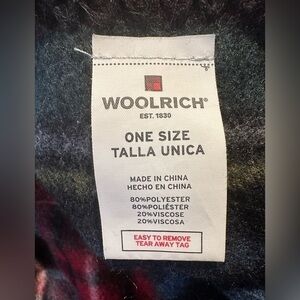 WOOLRICH®
EST. 1830
ONE SIZE
TALLA UNICA
MADE IN CHINA
HECHO EN CHINA
80%POLYESTER
80%POLIÉSTER
20%VISCOSE
20%VISCOSA
EASY TO REMOVE
TEAR AWAY TAG